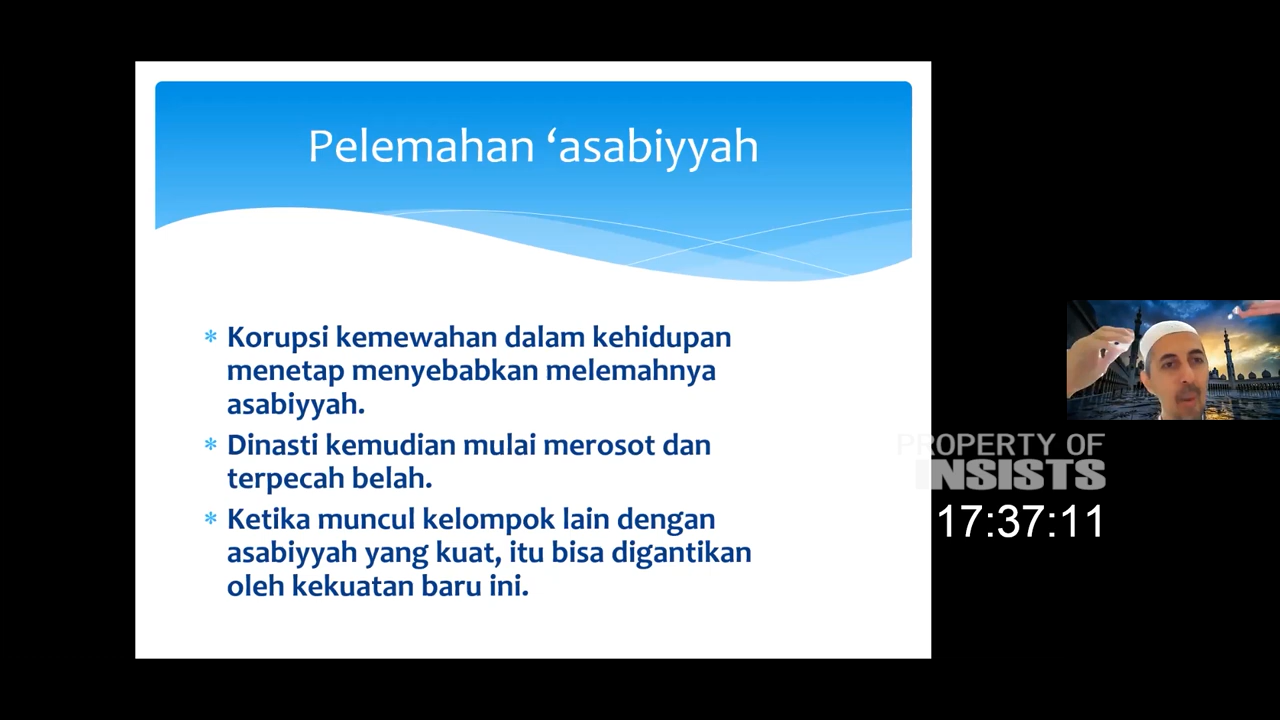 Pelemahan ‘asabiyyah
* Korupsi kemewahan dalam kehidupan
menetap menyebabkan melemahnya
asabiyyah.
* Dinasti kemudian mulai merosot dan
terpecah belah.
* Ketika muncul kelompok lain dengan
asabiyyah yang kuat, itu bisa digantikan
oleh kekuatan baru ini.
PROPERTY OF
INSISTS
17:37:11